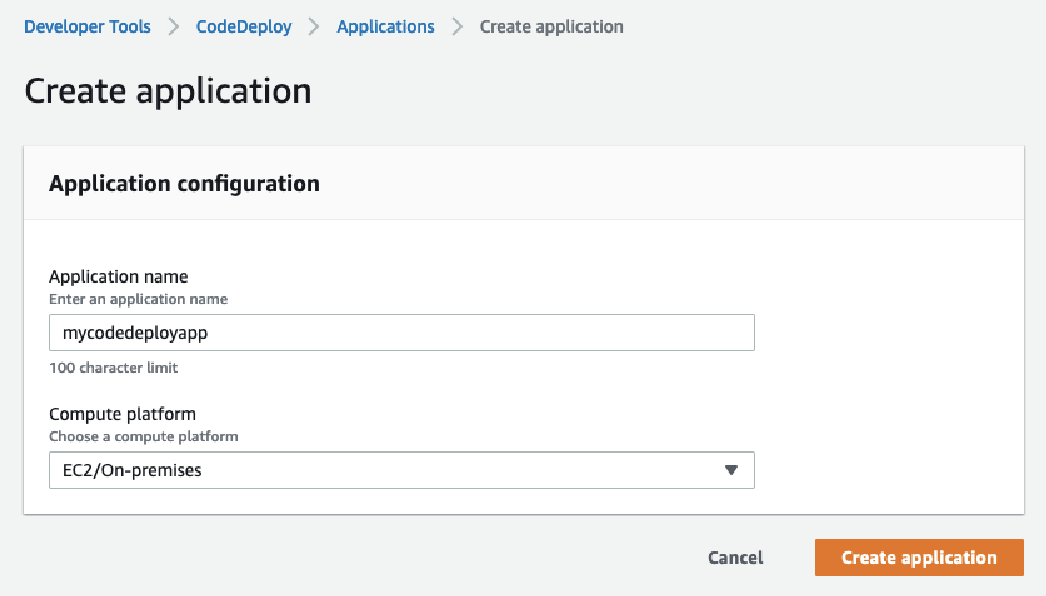 Developer Tools > CodeDeploy > Applications > Create application
Create application
Application configuration
Application name
Enter an application name
mycodedeployapp
100 character limit
Compute platform
Choose a compute platform
EC2/On-premises
Cancel Create application